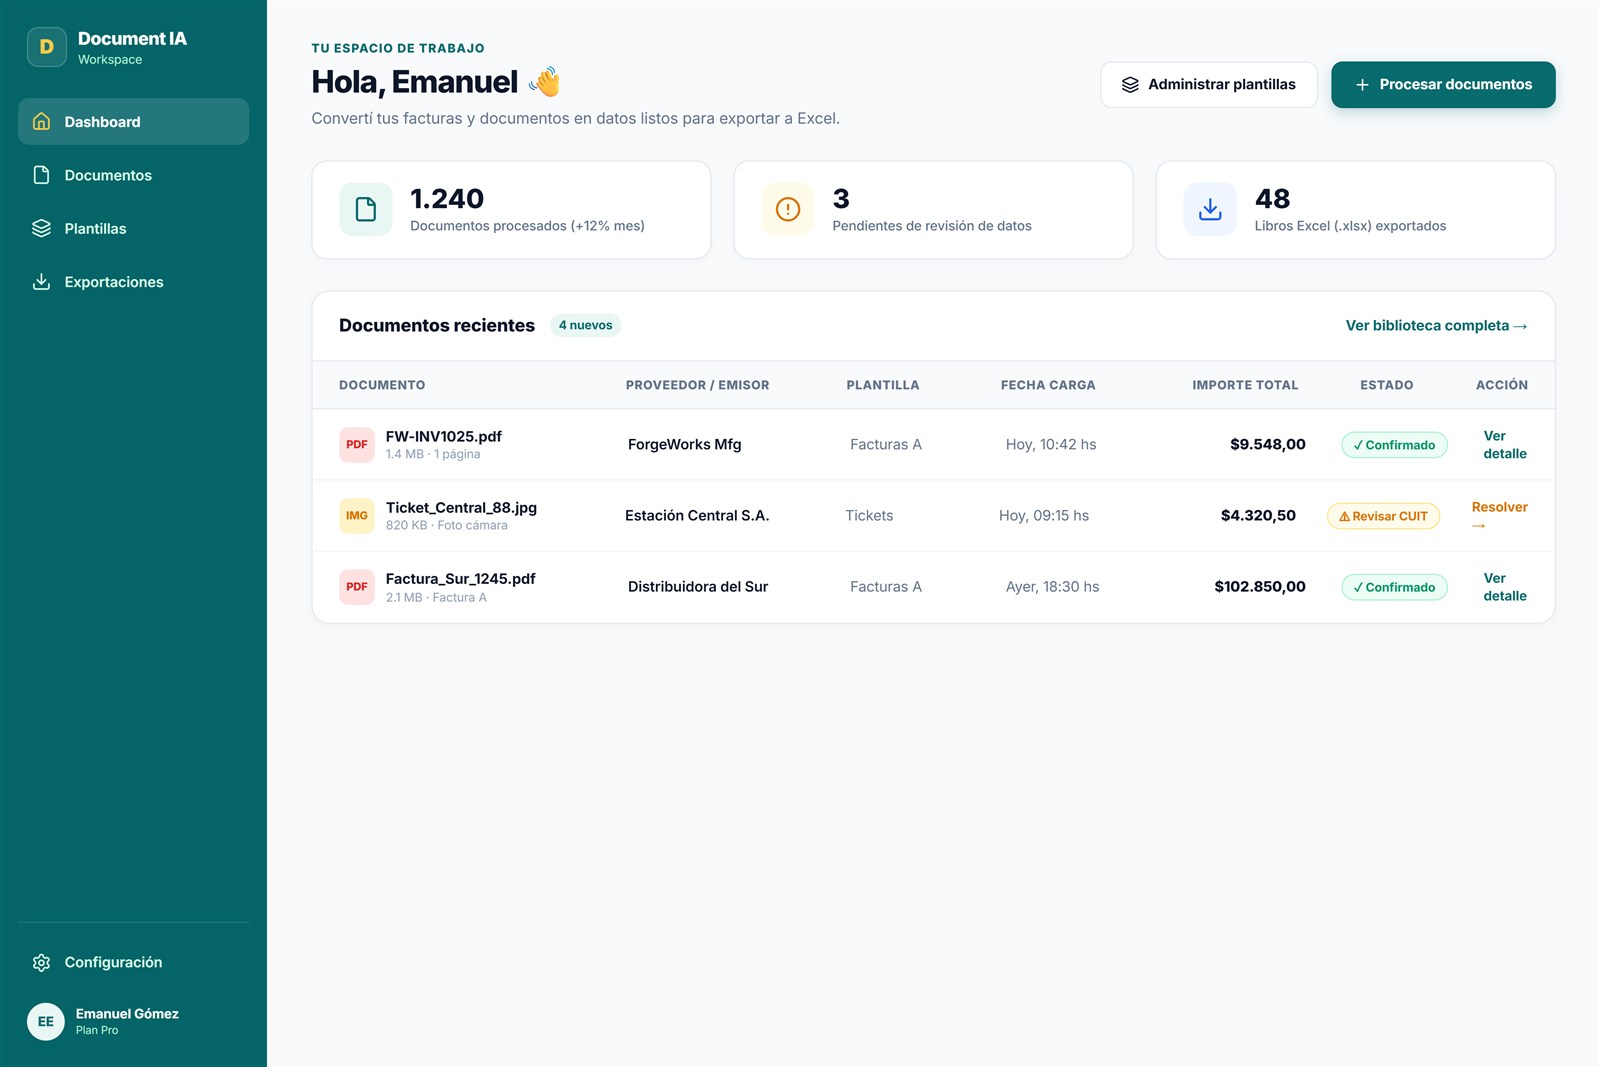 D
Document IA
Workspace
Dashboard
Documentos
Plantillas
Exportaciones
Configuración
EE
Emanuel Gómez
Plan Pro
TU ESPACIO DE TRABAJO
Hola, Emanuel 👋
Convertí tus facturas y documentos en datos listos para exportar a Excel.
Administrar plantillas
+ Procesar documentos
1.240
Documentos procesados (+12% mes)
3
Pendientes de revisión de datos
48
Libros Excel (.xlsx) exportados
Documentos recientes
4 nuevos
Ver biblioteca completa →
DOCUMENTO PROVEEDOR / EMISOR PLANTILLA FECHA CARGA IMPORTE TOTAL ESTADO ACCIÓN
PDF
FW-INV1025.pdf
1.4 MB · 1 página
ForgeWorks Mfg
Facturas A
Hoy, 10:42 hs
$9.548,00
✓ Confirmado
Ver
detalle
IMG
Ticket_Central_88.jpg
820 KB · Foto cámara
Estación Central S.A.
Tickets
Hoy, 09:15 hs
$4.320,50
⚠ Revisar CUIT
Resolver
→
PDF
Factura_Sur_1245.pdf
2.1 MB · Factura A
Distribuidora del Sur
Facturas A
Ayer, 18:30 hs
$102.850,00
✓ Confirmado
Ver
detalle